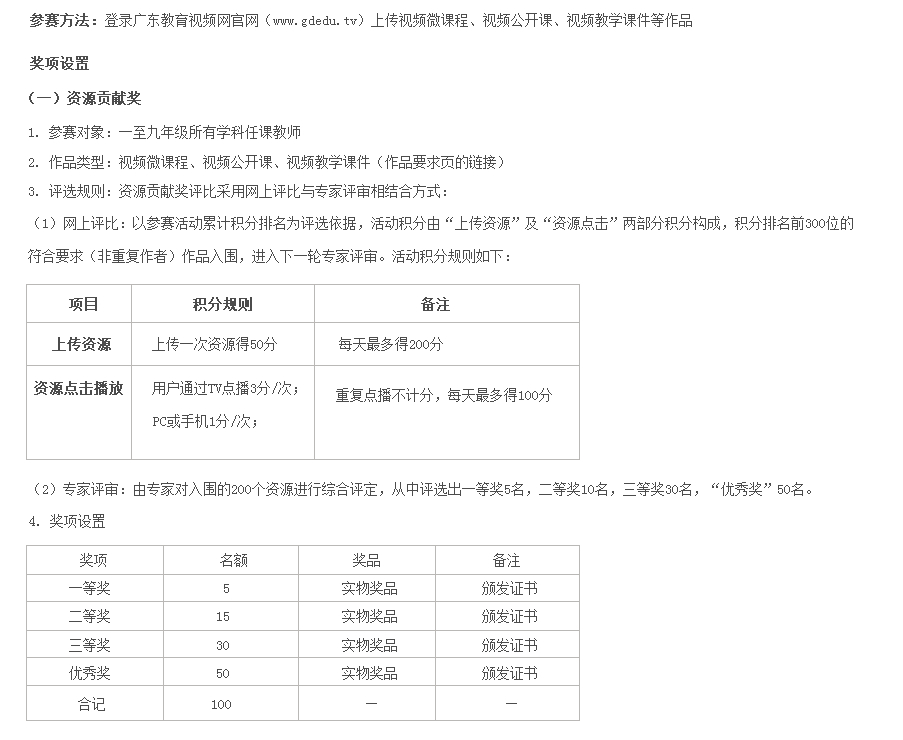 参赛方法：登录广东教育视频网官网（www.gdedu.tv）上传视频微课程、视频公开课、视频教学课件等作品
奖项设置
（一）资源贡献奖
1. 参赛对象：一至九年级所有学科任课教师
2. 作品类型：视频微课程、视频公开课、视频教学课件（作品要求页的链接）
3. 评选规则：资源贡献奖评比采用网上评比与专家评审相结合方式：
（1）网上评比：以参赛活动累计积分排名为评选依据，活动积分由“上传资源”及“资源点击”两部分积分构成，积分排名前300位的
符合要求（非重复作者）作品入围，进入下一轮专家评审。活动积分规则如下：
项目 积分规则 备注
上传资源 上传一次资源得50分 每天最多得200分
资源点击播放 用户通过TV点播3分/次； 重复点播不计分，每天最多得100分
PC或手机1分/次；
（2）专家评审：由专家对入围的200个资源进行综合评定，从中评选出一等奖5名，二等奖10名，三等奖30名，“优秀奖”50名。
4. 奖项设置
奖项 名额 奖品 备注
一等奖 5 实物奖品 颁发证书
二等奖 15 实物奖品 颁发证书
三等奖 30 实物奖品 颁发证书
优秀奖 50 实物奖品 颁发证书
合记 100 — —